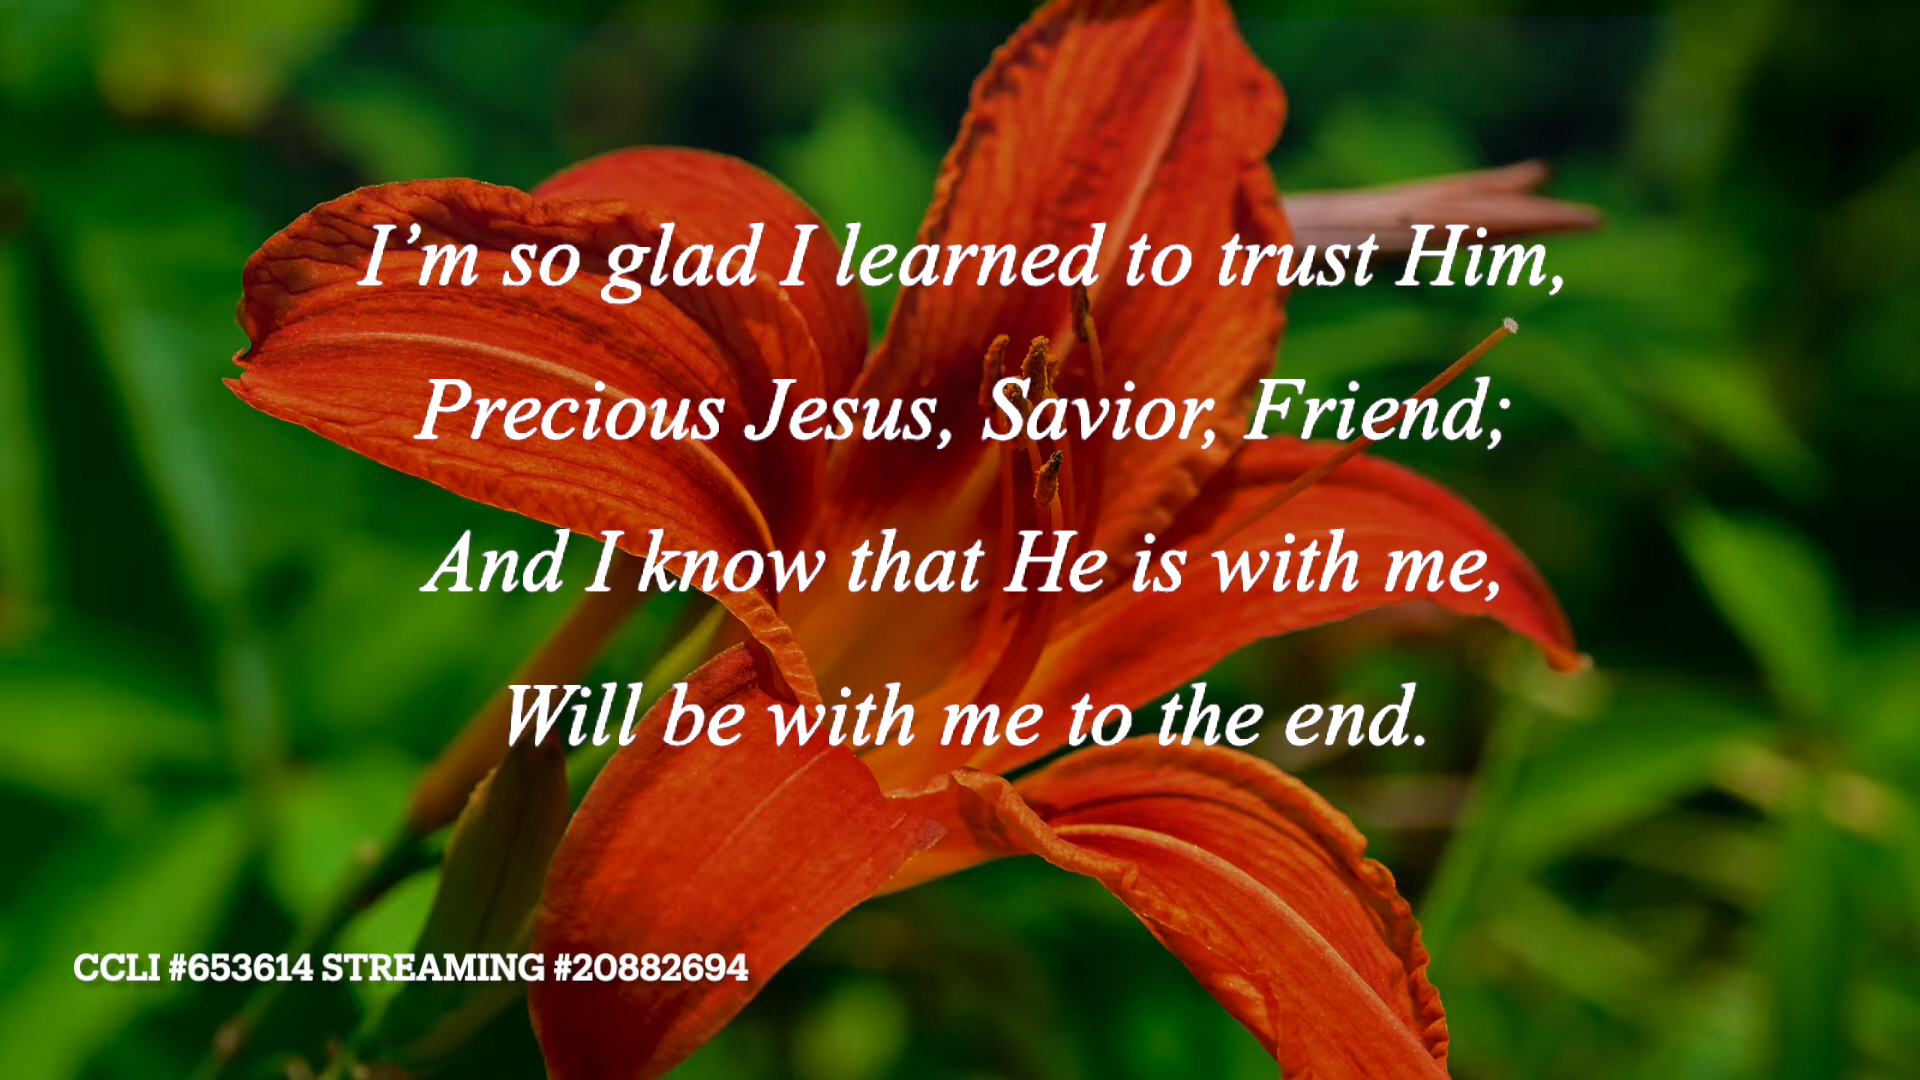 I’m so glad I learned to trust Him,
Precious Jesus, Savior, Friend;
And I know that He is with me,
Will be with me to the end.
CCLI #653614 STREAMING #20882694